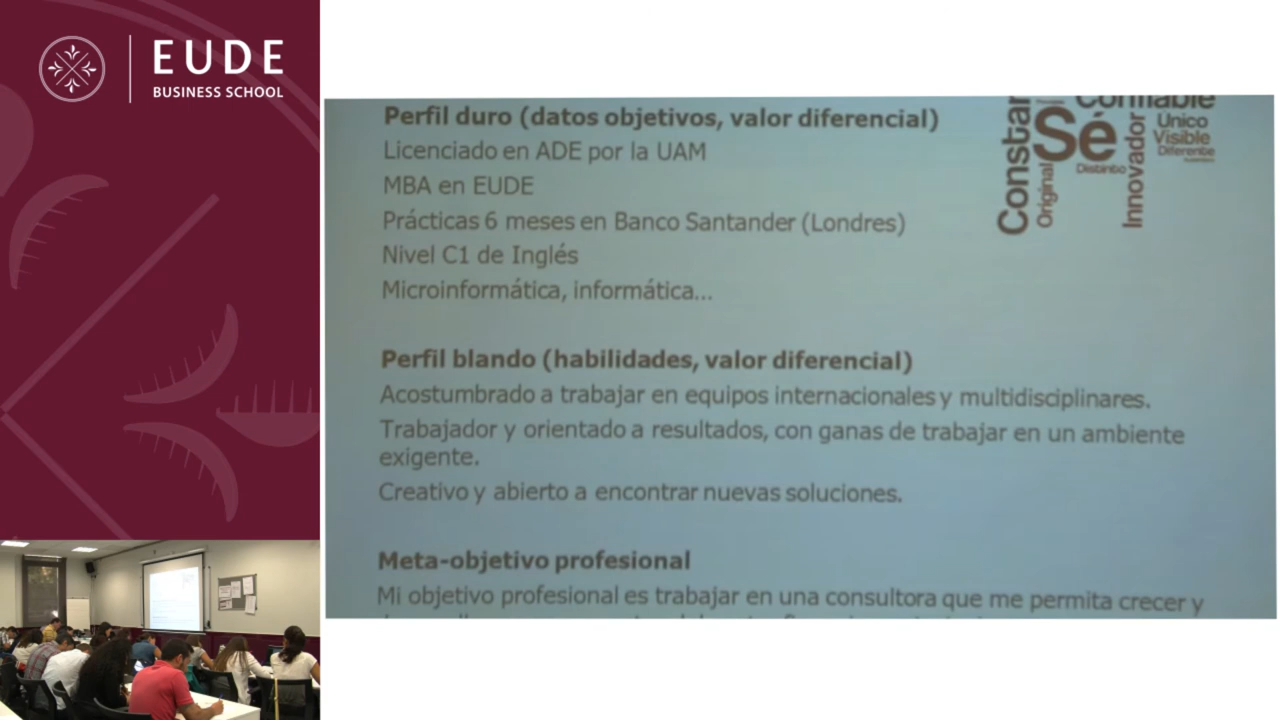 EUDE
BUSINESS SCHOOL
Perfil duro (datos objetivos, valor diferencial)
Licenciado en ADE por la UAM
MBA en EUDE
Prácticas 6 meses en Banco Santander (Londres)
Nivel C1 de Inglés
Microinformática, informática...
Confiable
Constan
Sé
Único
Visible
Diferente
Distinto
Original
Innovador
Perfil blando (habilidades, valor diferencial)
Acostumbrado a trabajar en equipos internacionales y multidisciplinares.
Trabajador y orientado a resultados, con ganas de trabajar en un ambiente
exigente.
Creativo y abierto a encontrar nuevas soluciones.
Meta-objetivo profesional
Mi objetivo profesional es trabajar en una consultora que me permita crecer y